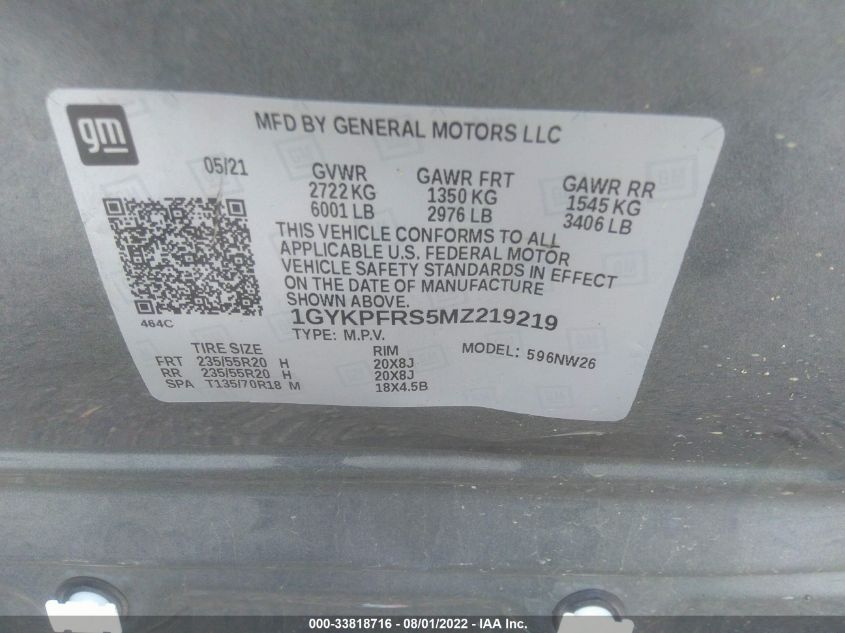 gm
MFD BY GENERAL MOTORS LLC
05/21
GVWR
2722 KG
6001 LB
GAWR FRT
1350 KG
2976 LB
GAWR RR
1545 KG
3406 LB
THIS VEHICLE CONFORMS TO ALL
APPLICABLE U.S. FEDERAL MOTOR
VEHICLE SAFETY STANDARDS IN EFFECT
ON THE DATE OF MANUFACTURE
SHOWN ABOVE.
464C
1GYKPFRS5MZ219219
TYPE: M.P.V.
MODEL: 596NW26
TIRE SIZE RIM
FRT 235/55R20 H 20X8J
RR 235/55R20 H 20X8J
SPA T135/70R18 M 18X4.5B
000-33818716 - 08/01/2022 - www.iaai.com